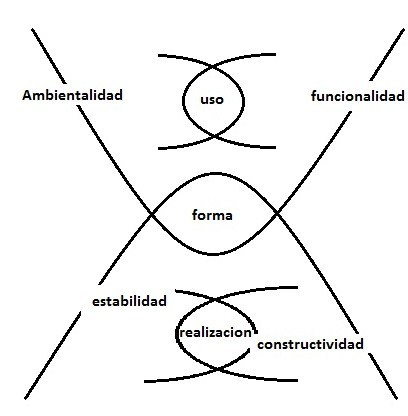 Ambientalidad
uso
funcionalidad
forma
estabilidad
realizacion
constructividad